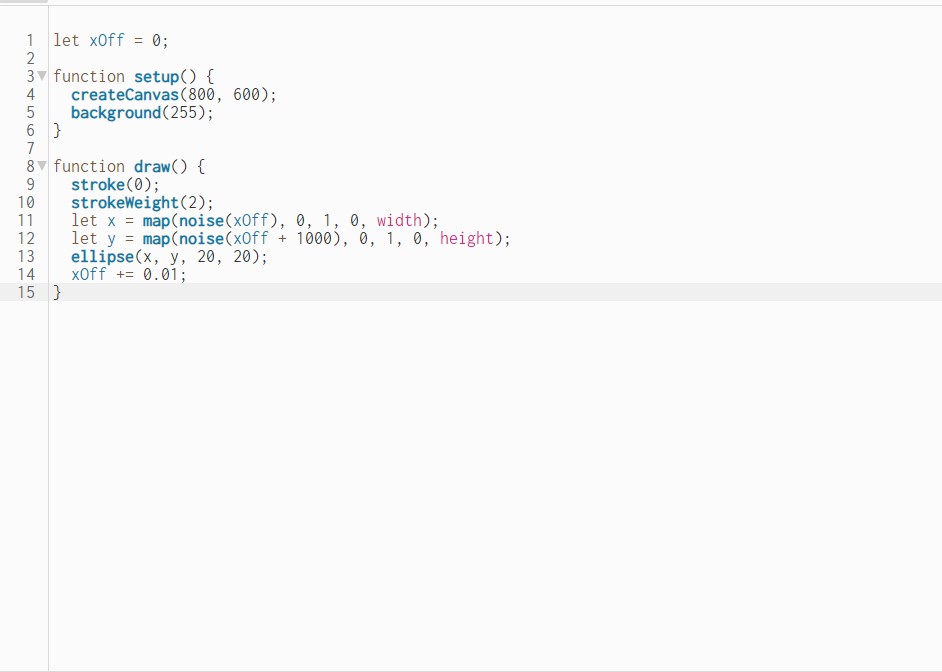 1 let xOff = 0;
2
3 function setup() {
4   createCanvas(800, 600);
5   background(255);
6 }
7
8 function draw() {
9   stroke(0);
10   strokeWeight(2);
11   let x = map(noise(xOff), 0, 1, 0, width);
12   let y = map(noise(xOff + 1000), 0, 1, 0, height);
13   ellipse(x, y, 20, 20);
14   xOff += 0.01;
15 }